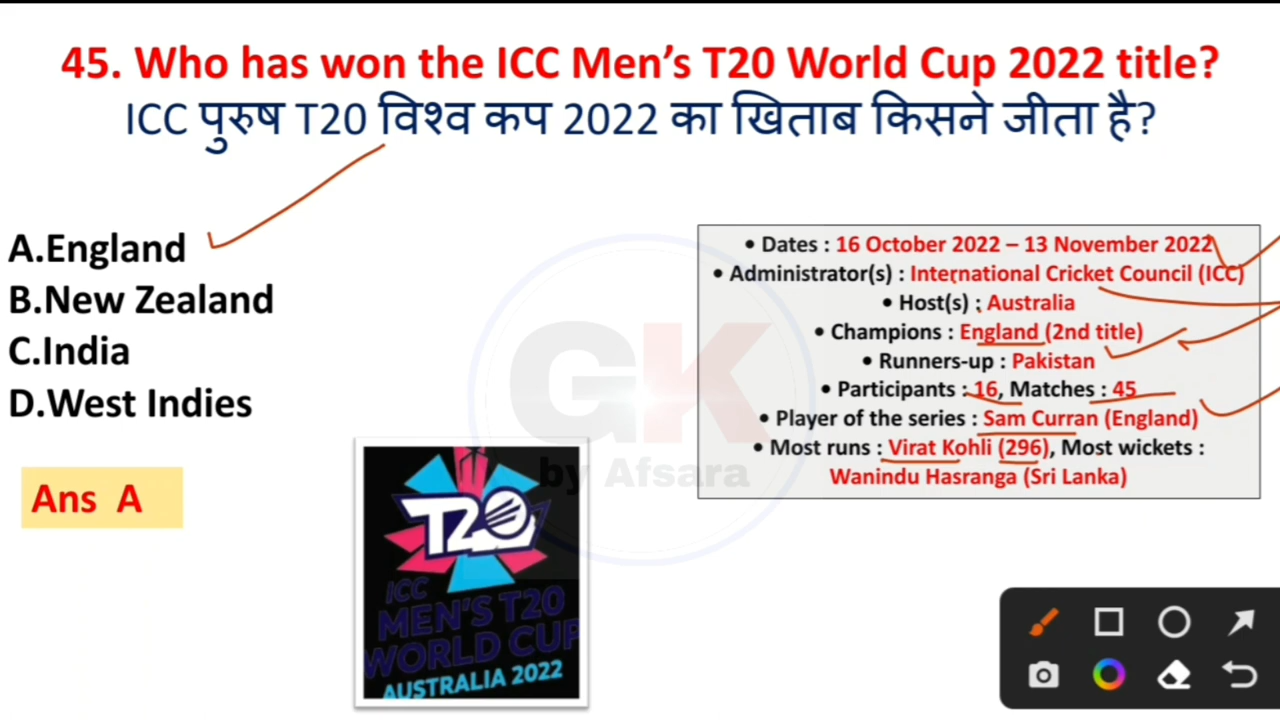 45. Who has won the ICC Men’s T20 World Cup 2022 title?
ICC पुरुष T20 विश्व कप 2022 का खिताब किसने जीता है?
A.England
B.New Zealand
C.India
D.West Indies
Ans A
• Dates : 16 October 2022 – 13 November 2022
• Administrator(s) : International Cricket Council (ICC)
• Host(s) : Australia
• Champions : England (2nd title)
• Runners-up : Pakistan
• Participants : 16, Matches : 45
• Player of the series : Sam Curran (England)
• Most runs : Virat Kohli (296), Most wickets :
Wanindu Hasranga (Sri Lanka)
GK
by Afsara
T20
ICC
MEN'S T20
WORLD CUP
AUSTRALIA 2022